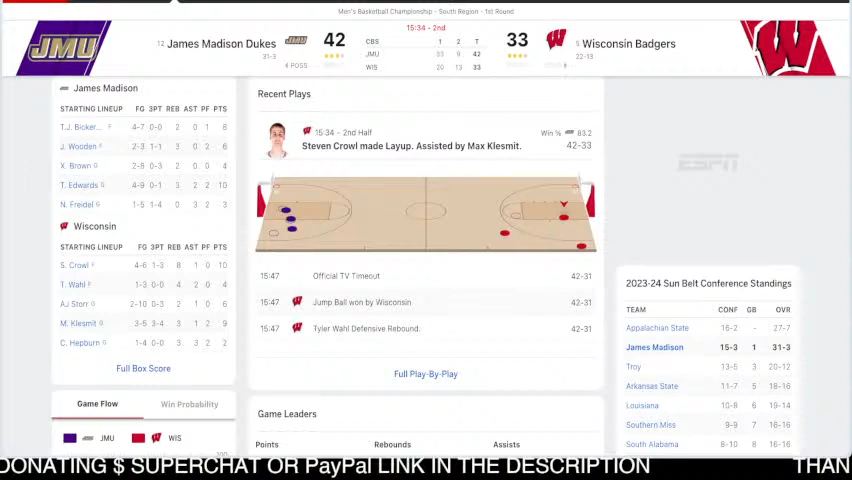 Men's Basketball Championship - South Region - 1st Round
JMU
12 James Madison Dukes
31-3
JMU
POSS
42
15:34 - 2nd
CBS 1 2 T
JMU 33 9 42
WIS 20 13 33
33
5 Wisconsin Badgers
22-13
W
James Madison
STARTING LINEUP FG 3PT REB AST PF PTS
T.J. Bicker... F 4-7 0-0 2 0 1 8
J. Wooden F 2-3 1-1 3 0 2 6
X. Brown G 2-8 0-3 2 0 0 4
T. Edwards G 4-9 0-1 3 2 2 10
N. Freidel G 1-5 1-4 0 3 2 3
Wisconsin
STARTING LINEUP FG 3PT REB AST PF PTS
S. Crowl F 4-6 1-3 8 1 0 10
T. Wahl F 1-3 0-0 4 2 0 4
AJ Storr G 2-10 0-3 2 1 0 6
M. Klesmit G 3-5 3-4 3 1 2 9
C. Hepburn G 1-4 0-0 3 3 2 2
Full Box Score
Game Flow Win Probability
JMU WIS
100
Recent Plays
15:34 - 2nd Half
Win % 83.2
Steven Crowl made Layup. Assisted by Max Klesmit.
42-33
15:47 Official TV Timeout 42-31
15:47 Jump Ball won by Wisconsin 42-31
15:47 Tyler Wahl Defensive Rebound. 42-31
Full Play-By-Play
Game Leaders
Points Rebounds Assists
ESPN
2023-24 Sun Belt Conference Standings
TEAM CONF GB OVR
Appalachian State 16-2 - 27-7
James Madison 15-3 1 31-3
Troy 13-5 3 20-12
Arkansas State 11-7 5 18-16
Louisiana 10-8 6 19-14
Southern Miss 9-9 7 16-16
South Alabama 8-10 8 16-16
DONATING $ SUPERCHAT OR PayPal LINK IN THE DESCRIPTION THAN